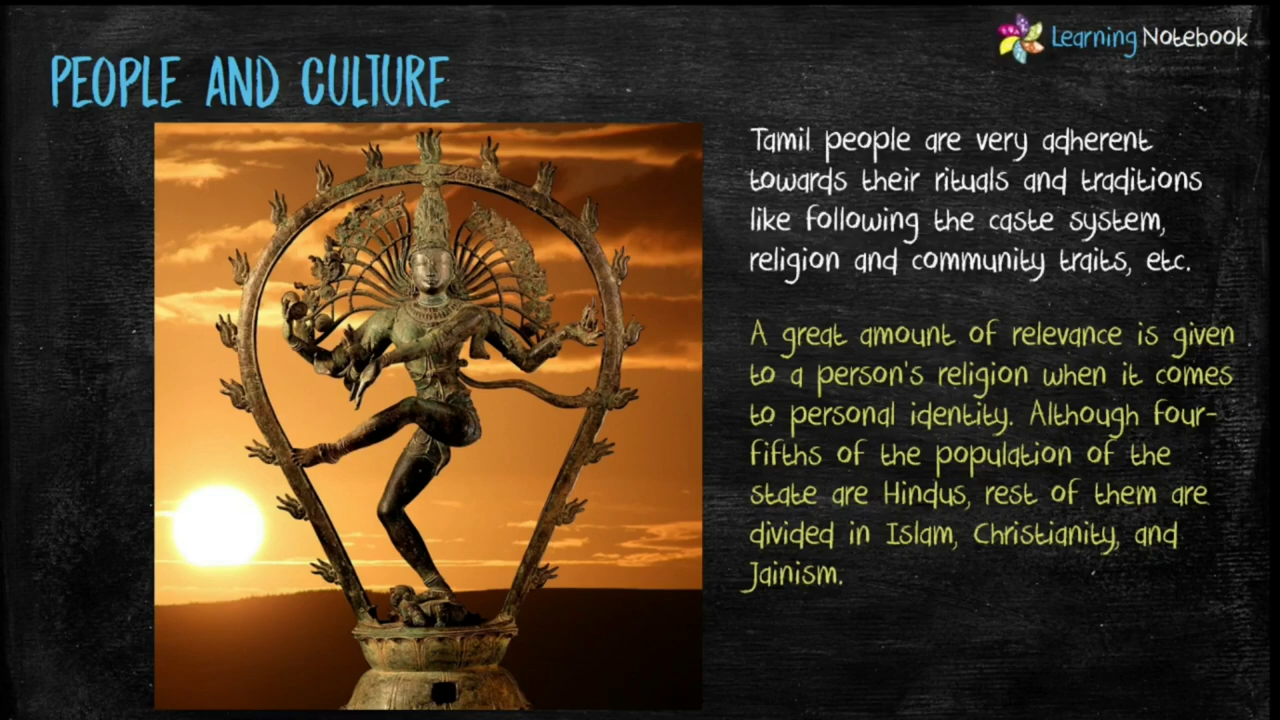 Learning Notebook
PEOPLE AND CULTURE
Tamil people are very adherent
towards their rituals and traditions
like following the caste system,
religion and community traits, etc.
A great amount of relevance is given
to a person's religion when it comes
to personal identity. Although four-
fifths of the population of the
state are Hindus, rest of them are
divided in Islam, Christianity, and
Jainism.